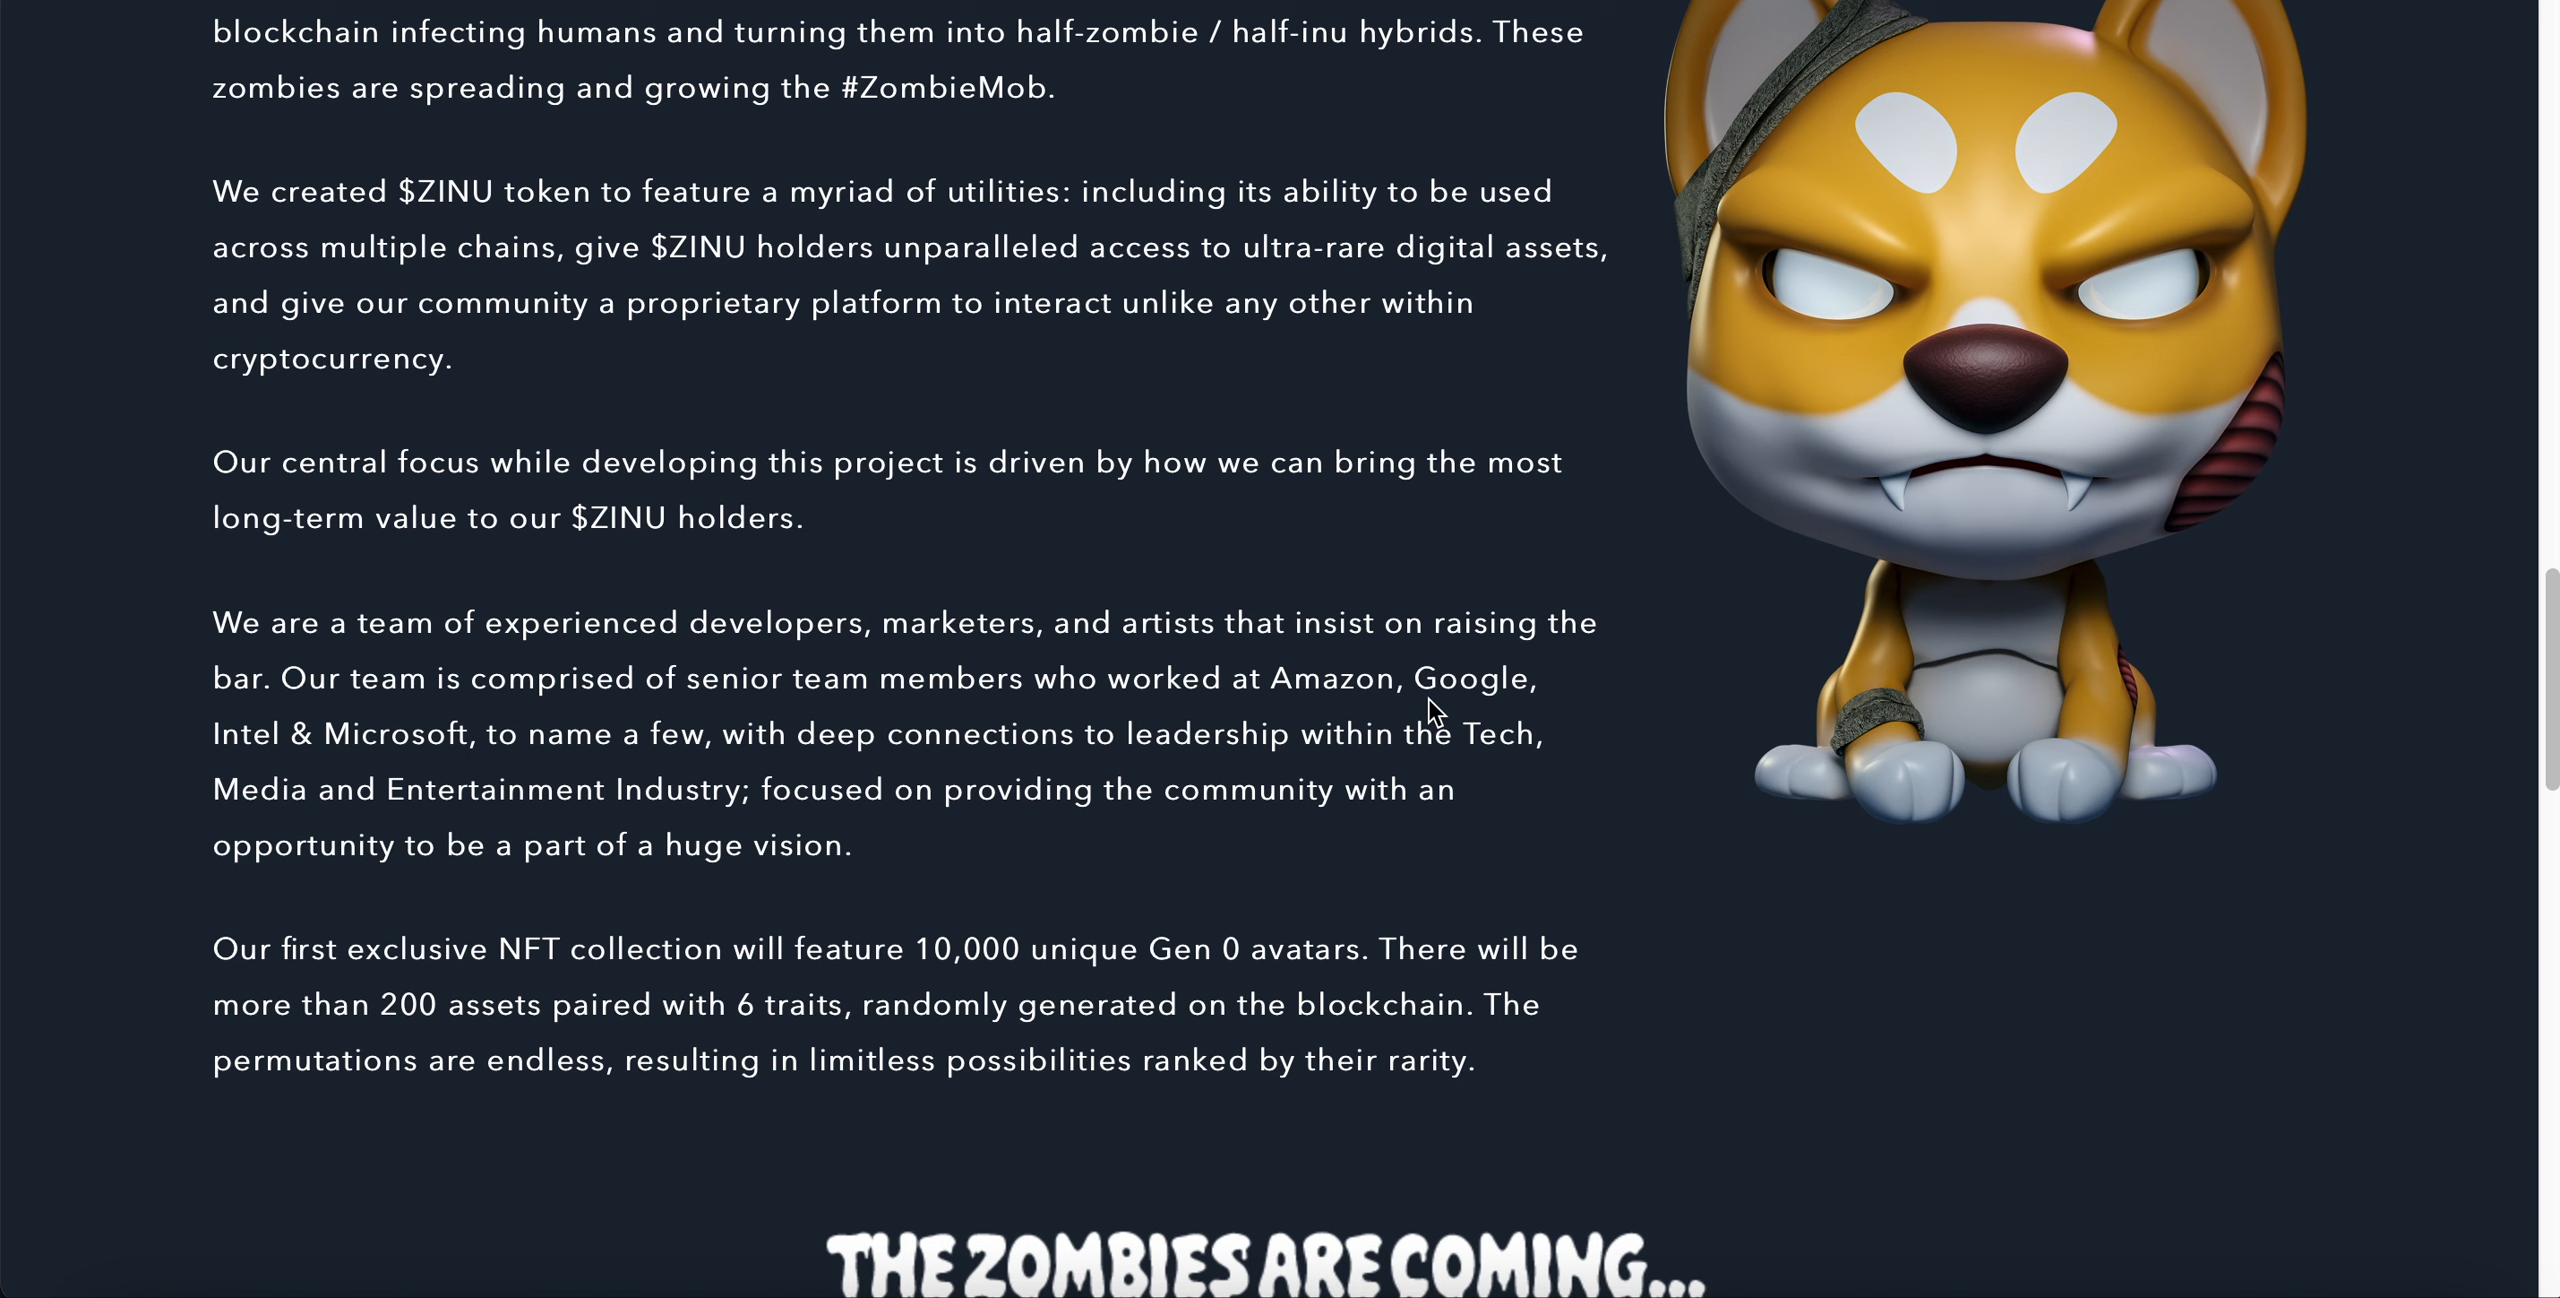 blockchain infecting humans and turning them into half-zombie / half-inu hybrids. These
zombies are spreading and growing the #ZombieMob.
We created $ZINU token to feature a myriad of utilities: including its ability to be used
across multiple chains, give $ZINU holders unparalleled access to ultra-rare digital assets,
and give our community a proprietary platform to interact unlike any other within
cryptocurrency.
Our central focus while developing this project is driven by how we can bring the most
long-term value to our $ZINU holders.
We are a team of experienced developers, marketers, and artists that insist on raising the
bar. Our team is comprised of senior team members who worked at Amazon, Google,
Intel & Microsoft, to name a few, with deep connections to leadership within the Tech,
Media and Entertainment Industry; focused on providing the community with an
opportunity to be a part of a huge vision.
Our first exclusive NFT collection will feature 10,000 unique Gen 0 avatars. There will be
more than 200 assets paired with 6 traits, randomly generated on the blockchain. The
permutations are endless, resulting in limitless possibilities ranked by their rarity.
THE ZOMBIES ARE COMING...